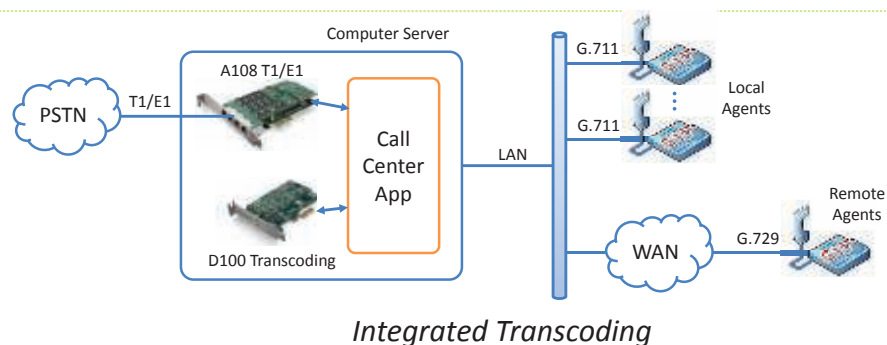 Computer Server
A108 T1/E1
PSTN
T1/E1
Call
Center
App
D100 Transcoding
LAN
G.711
G.711
Local
Agents
WAN
G.729
Remote
Agents
Integrated Transcoding